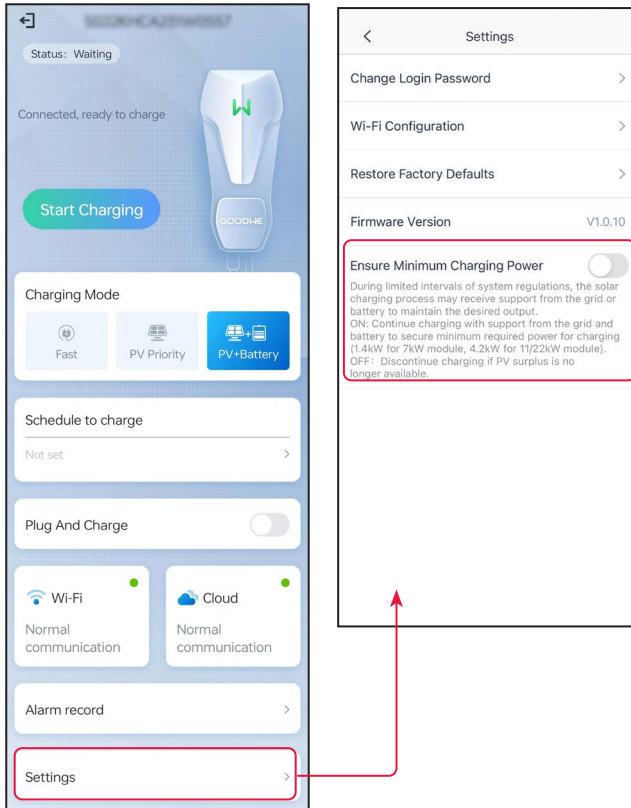 Status: Waiting
Connected, ready to charge
Start Charging
GOODWE
Charging Mode
Fast
PV Priority
PV+Battery
Schedule to charge
Not set
Plug And Charge
Wi-Fi
Normal
communication
Cloud
Normal
communication
Alarm record
Settings
Settings
Change Login Password
Wi-Fi Configuration
Restore Factory Defaults
Firmware Version V1.0.10
Ensure Minimum Charging Power
During limited intervals of system regulations, the solar
charging process may receive support from the grid or
battery to maintain the desired output.
ON: Continue charging with support from the grid and
battery to secure minimum required power for charging
(1.4kW for 7kW module, 4.2kW for 11/22kW module).
OFF: Discontinue charging if PV surplus is no
longer available.